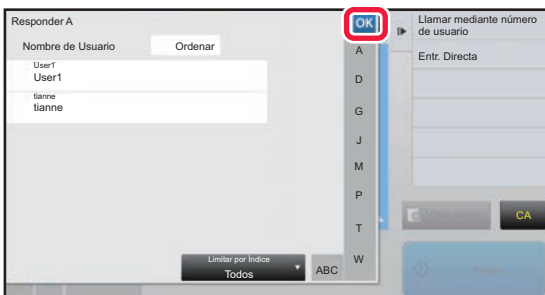 Responder A
OK
Nombre de Usuario
Ordenar
User1
User1
tianne
tianne
A
D
G
J
M
P
T
W
Limitar por Índice
Todos
ABC
Llamar mediante número
de usuario
Entr. Directa
CA